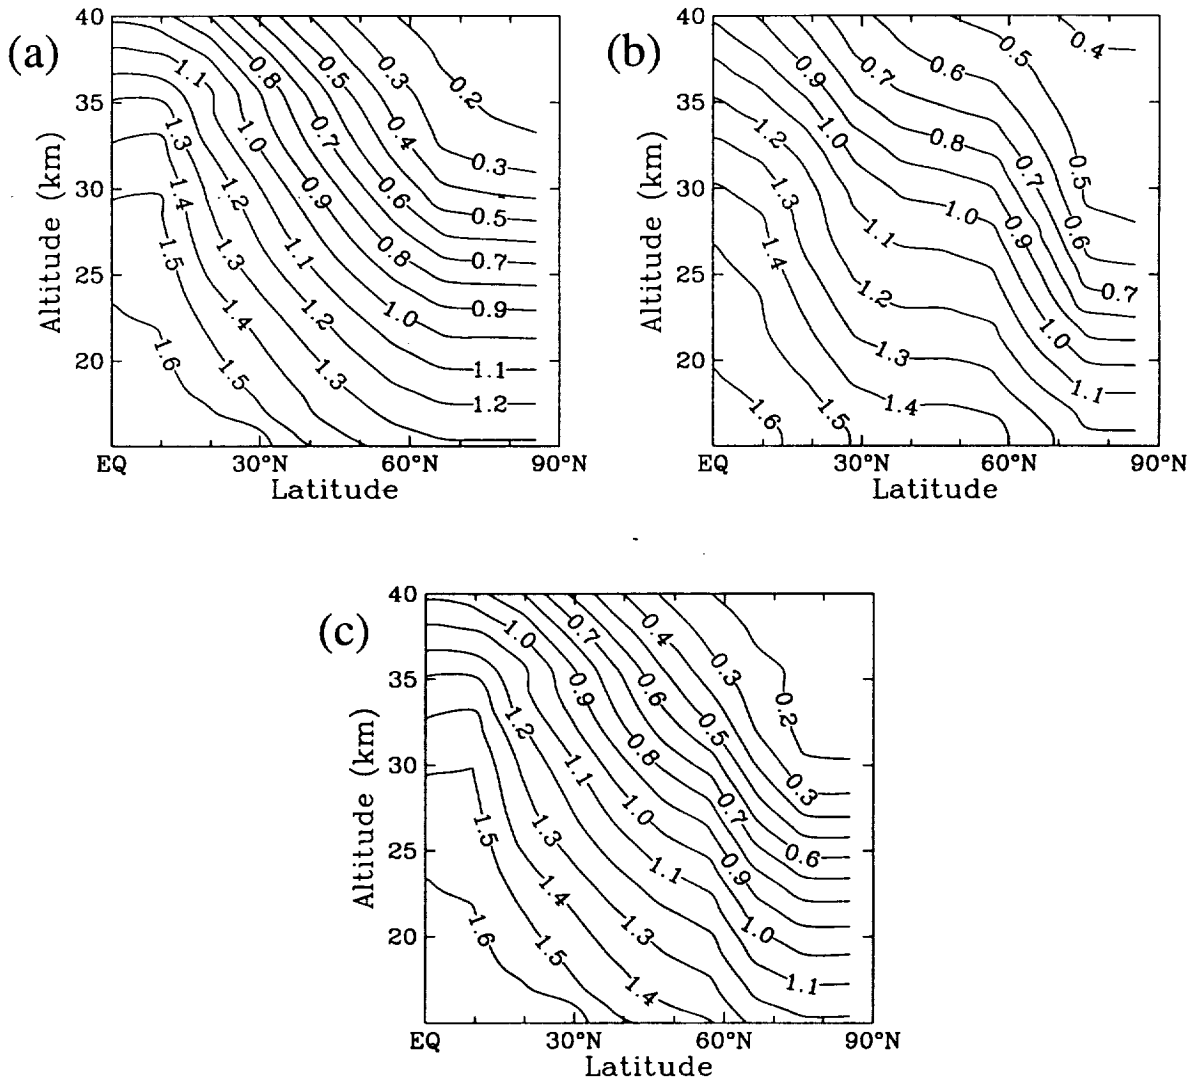 (a)
40
35
30
25
20
Altitude (km)
EQ 30°N 60°N 90°N
Latitude
1.1 0.8 0.5 0.3 0.2
1.3 1.0 0.7 0.4 0.3
1.4 1.2 0.9 0.6 0.5
1.5 1.3 1.1 0.8 0.7
1.4 1.2 1.0 0.9
1.6 1.5 1.3 1.1
1.2
(b)
40
35
30
25
20
Altitude (km)
EQ 30°N 60°N 90°N
Latitude
0.9 0.7 0.6 0.5 0.4
1.2 1.0 0.8 0.7 0.5
1.3 1.1 1.0 0.9 0.6
1.4 1.2 0.7
1.3 1.0
1.6 1.5 1.4 1.1
(c)
40
35
30
25
20
Altitude (km)
EQ 30°N 60°N 90°N
Latitude
1.0 0.7 0.4 0.3
0.9 0.6 0.2
1.2 0.8 0.5
1.1 1.0 0.7 0.3
1.5 1.3 1.1 0.9 0.6
1.4
1.6 1.5 1.3 1.0
1.4 1.1